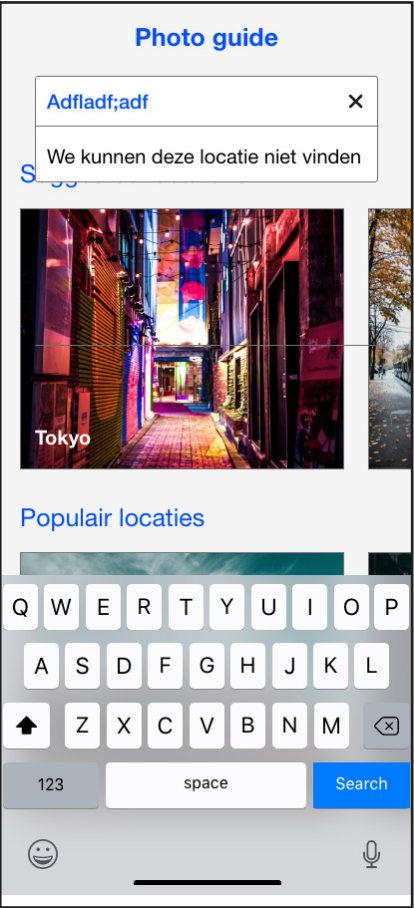 Photo guide
Adfladf;adf
We kunnen deze locatie niet vinden
Tokyo
Populair locaties
Q W E R T Y U I O P
A S D F G H J K L
Z X C V B N M
123 space Search